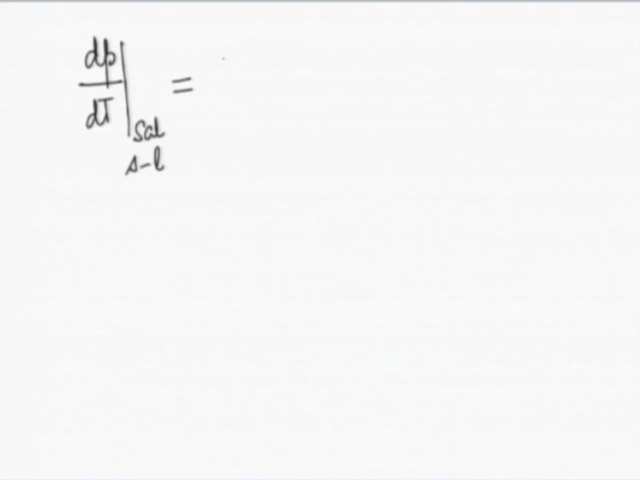 dp/dT|sat =
s-l